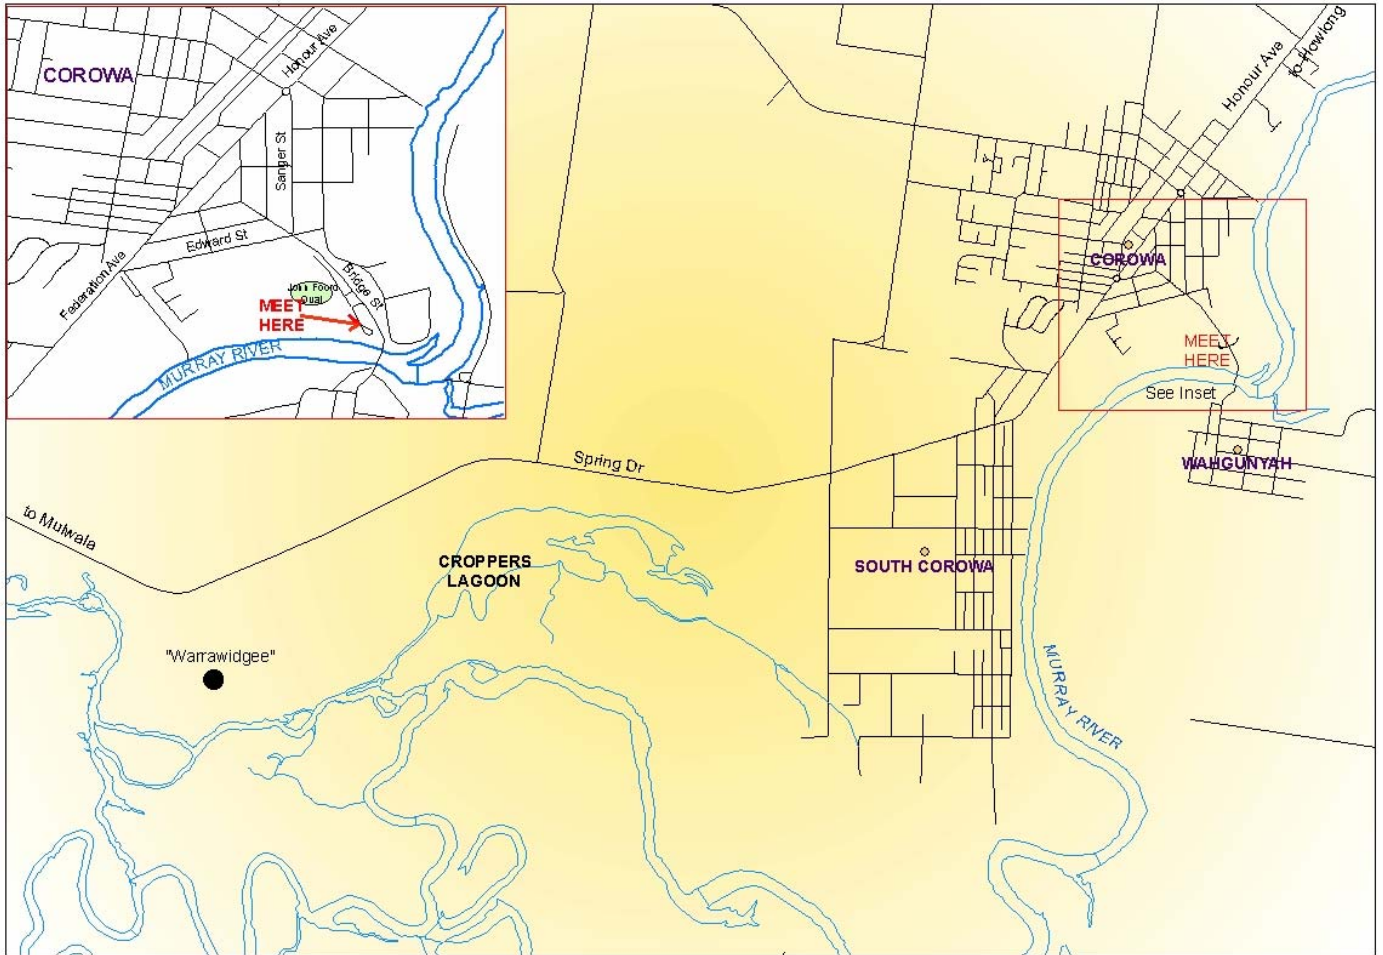 COROWA
Honour Ave
Sanger St
Edward St
Federation Ave
Bridge St
John Foord
Oval
MEET
HERE
MURRAY RIVER
Honour Ave
to Howlong
COROWA
MEET
HERE
See Inset
WAHGUNYAH
Spring Dr
to Mulwala
CROPPERS
LAGOON
SOUTH COROWA
"Warrawidgee"
MURRAY RIVER